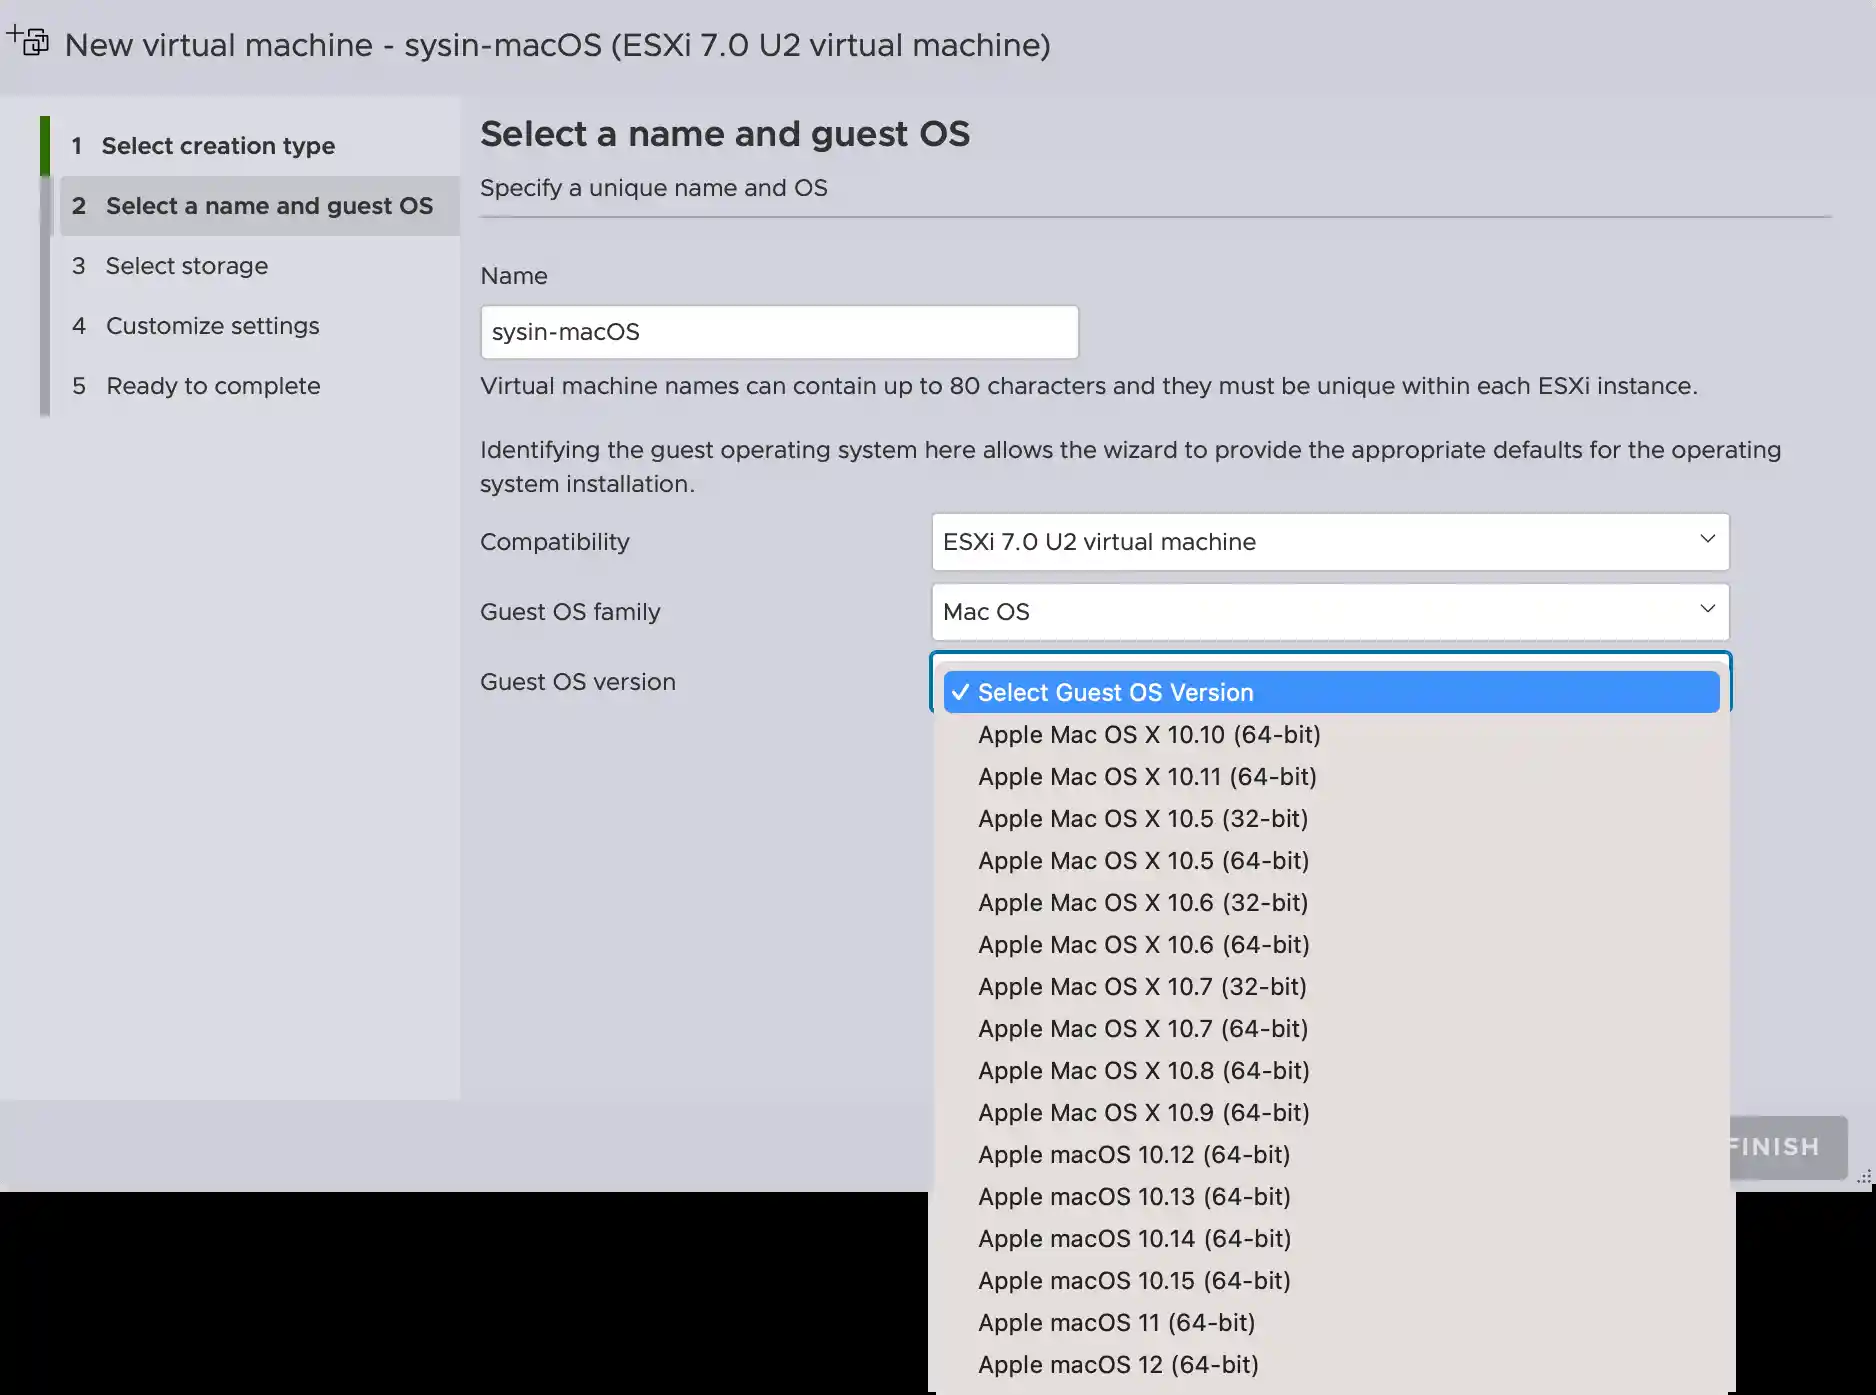 New virtual machine - sysin-macOS (ESXi 7.0 U2 virtual machine)
1 Select creation type
2 Select a name and guest OS
3 Select storage
4 Customize settings
5 Ready to complete
Select a name and guest OS
Specify a unique name and OS
Name
sysin-macOS
Virtual machine names can contain up to 80 characters and they must be unique within each ESXi instance.
Identifying the guest operating system here allows the wizard to provide the appropriate defaults for the operating
system installation.
Compatibility
ESXi 7.0 U2 virtual machine
Guest OS family
Mac OS
Guest OS version
✓ Select Guest OS Version
Apple Mac OS X 10.10 (64-bit)
Apple Mac OS X 10.11 (64-bit)
Apple Mac OS X 10.5 (32-bit)
Apple Mac OS X 10.5 (64-bit)
Apple Mac OS X 10.6 (32-bit)
Apple Mac OS X 10.6 (64-bit)
Apple Mac OS X 10.7 (32-bit)
Apple Mac OS X 10.7 (64-bit)
Apple Mac OS X 10.8 (64-bit)
Apple Mac OS X 10.9 (64-bit)
Apple macOS 10.12 (64-bit)
Apple macOS 10.13 (64-bit)
Apple macOS 10.14 (64-bit)
Apple macOS 10.15 (64-bit)
Apple macOS 11 (64-bit)
Apple macOS 12 (64-bit)
FINISH